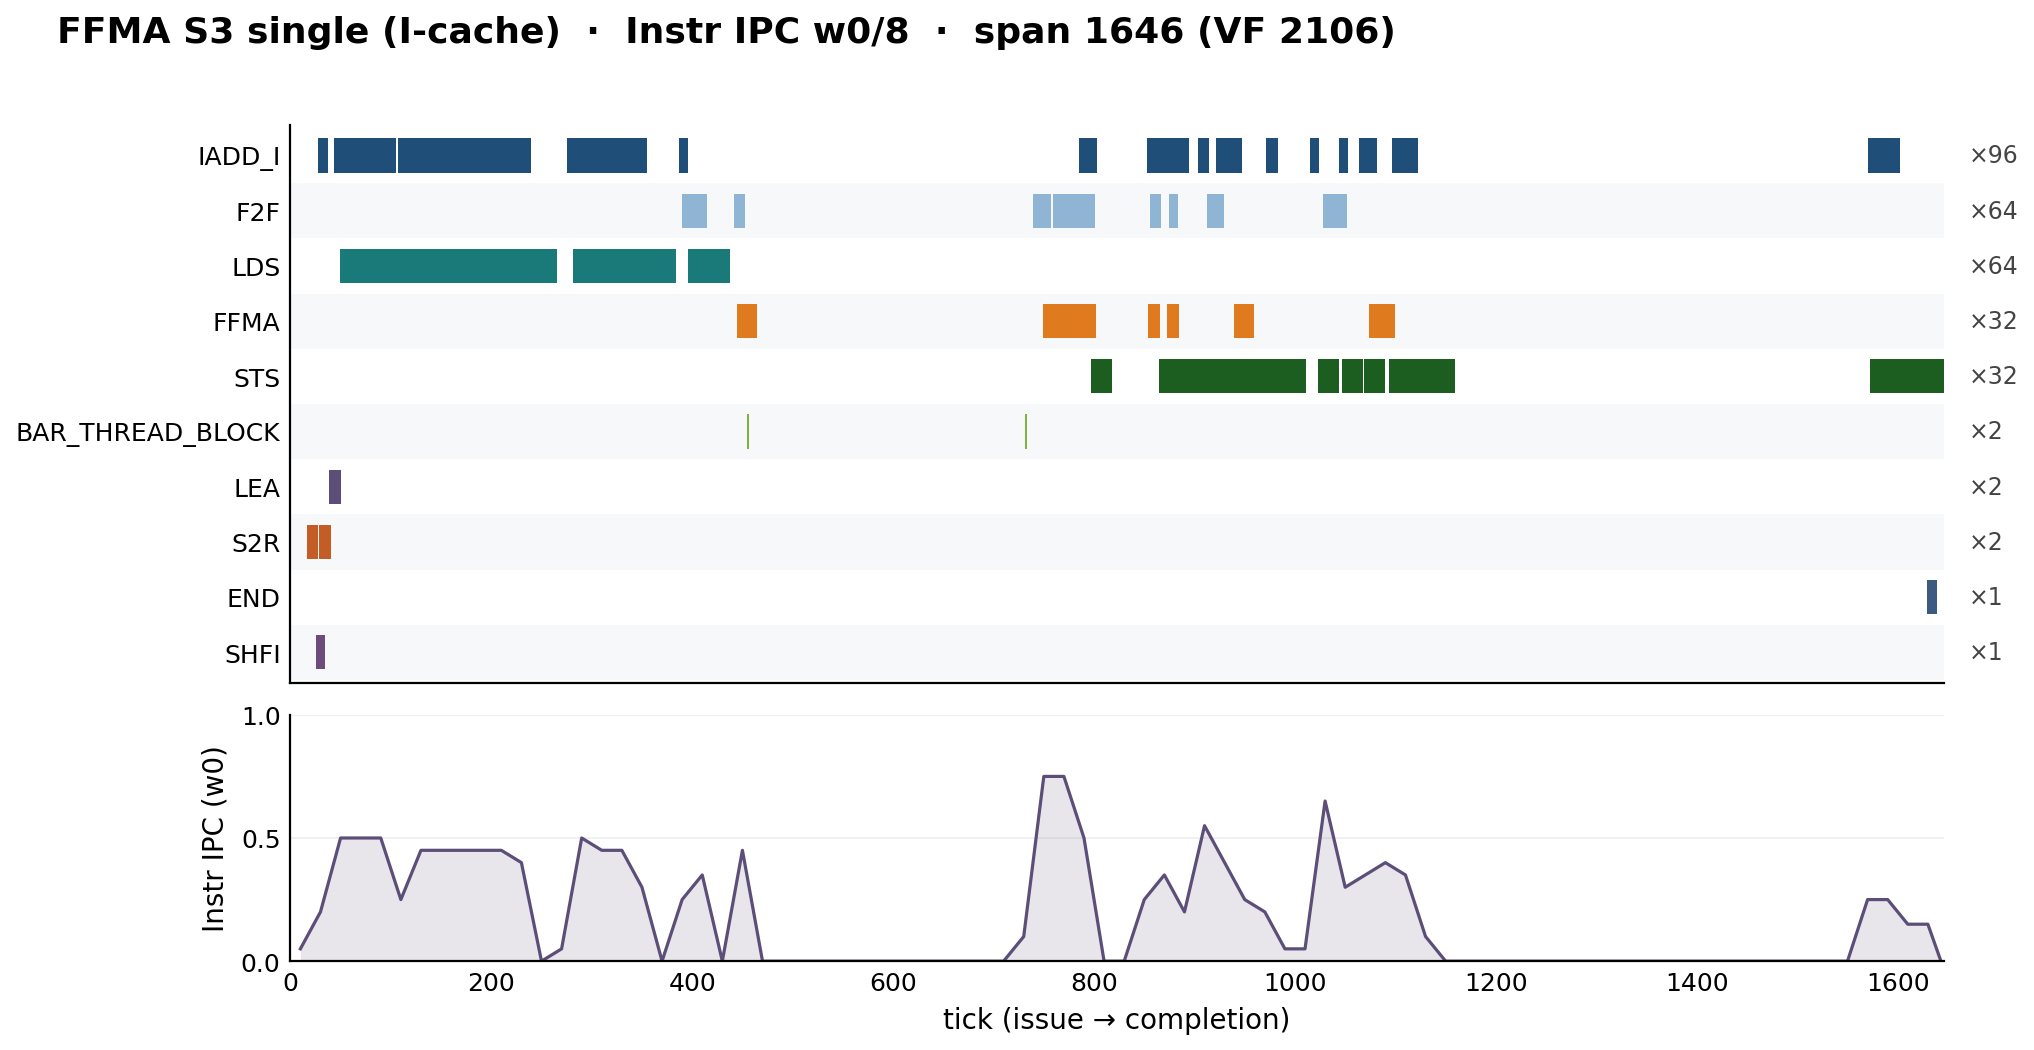 FFMA S3 single (I-cache)  ·  Instr IPC w0/8  ·  span 1646 (VF 2106)
IADD_I ×96
F2F ×64
LDS ×64
FFMA ×32
STS ×32
BAR_THREAD_BLOCK ×2
LEA ×2
S2R ×2
END ×1
SHFI ×1
Instr IPC (w0)
1.0
0.5
0.0
0 200 400 600 800 1000 1200 1400 1600
tick (issue → completion)